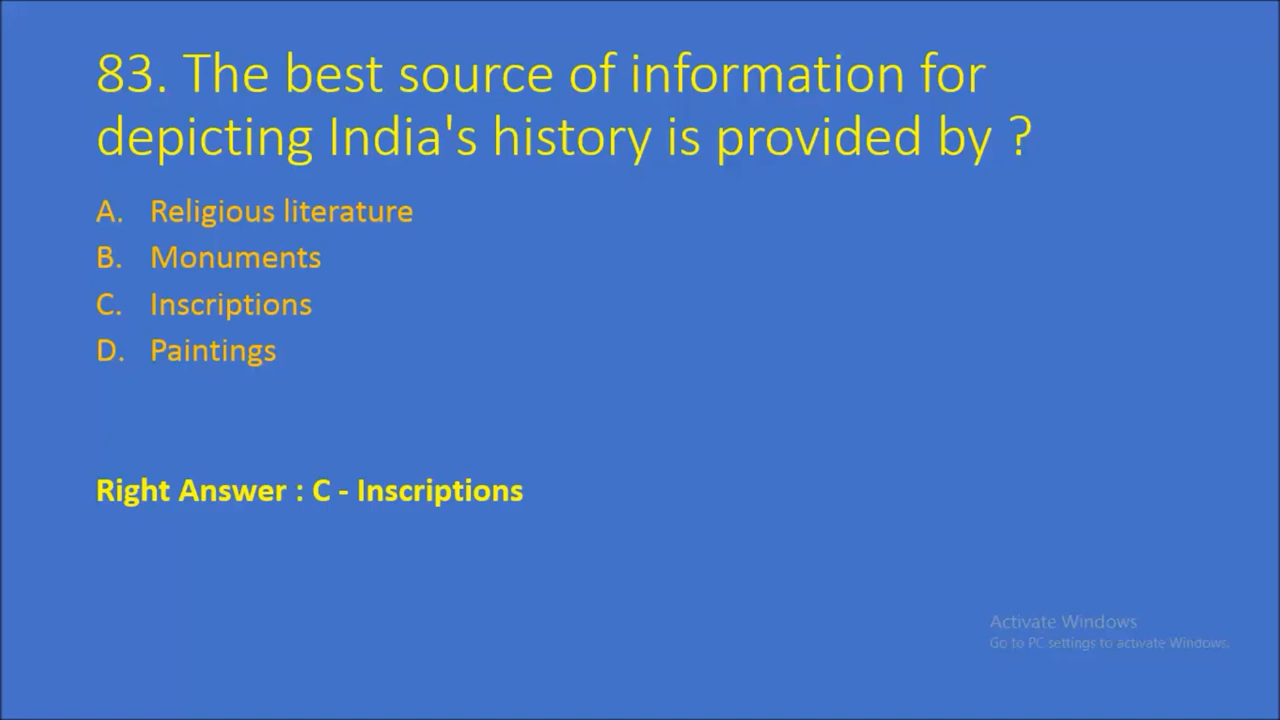 83. The best source of information for
depicting India's history is provided by ?
A. Religious literature
B. Monuments
C. Inscriptions
D. Paintings
Right Answer : C - Inscriptions
Activate Windows
Go to PC settings to activate Windows.